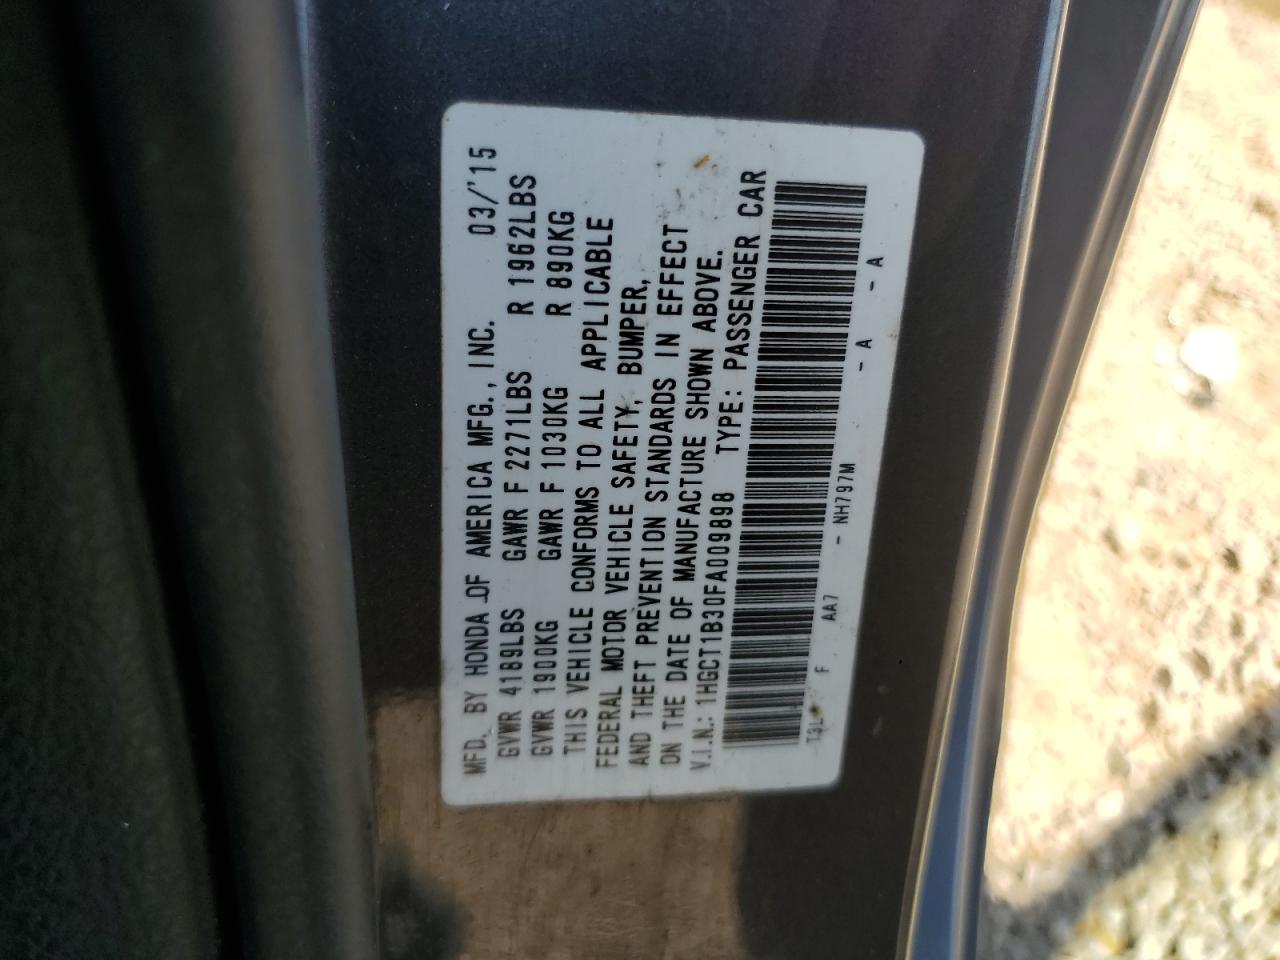 MFD. BY HONDA OF AMERICA MFG., INC. 03/'15
GVWR 4189LBS GAWR F 2271LBS R 1962LBS
GVWR 1900KG GAWR F 1030KG R 890KG
THIS VEHICLE CONFORMS TO ALL APPLICABLE
FEDERAL MOTOR VEHICLE SAFETY, BUMPER,
AND THEFT PREVENTION STANDARDS IN EFFECT
ON THE DATE OF MANUFACTURE SHOWN ABOVE.
V.I.N.: 1HGCT1B30FA009898 TYPE: PASSENGER CAR
T3L F AA7 - NH797M - A - A